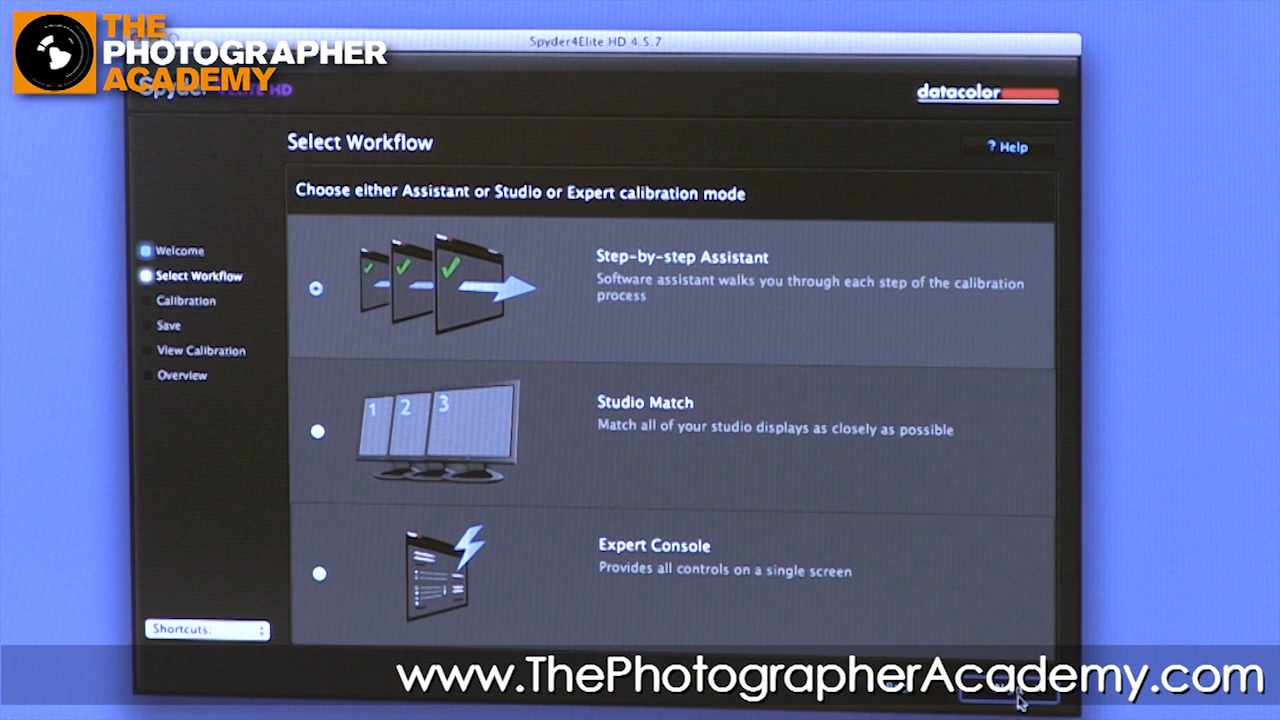 THE
PHOTOGRAPHER
ACADEMY
Spyder4Elite HD 4.5.7
Spyder 4ELITE HD
datacolor
Select Workflow
? Help
Choose either Assistant or Studio or Expert calibration mode
Welcome
Select Workflow
Calibration
Save
View Calibration
Overview
Step-by-step Assistant
Software assistant walks you through each step of the calibration
process
1 2 3
Studio Match
Match all of your studio displays as closely as possible
Expert Console
Provides all controls on a single screen
Shortcuts:
www.ThePhotographerAcademy.com